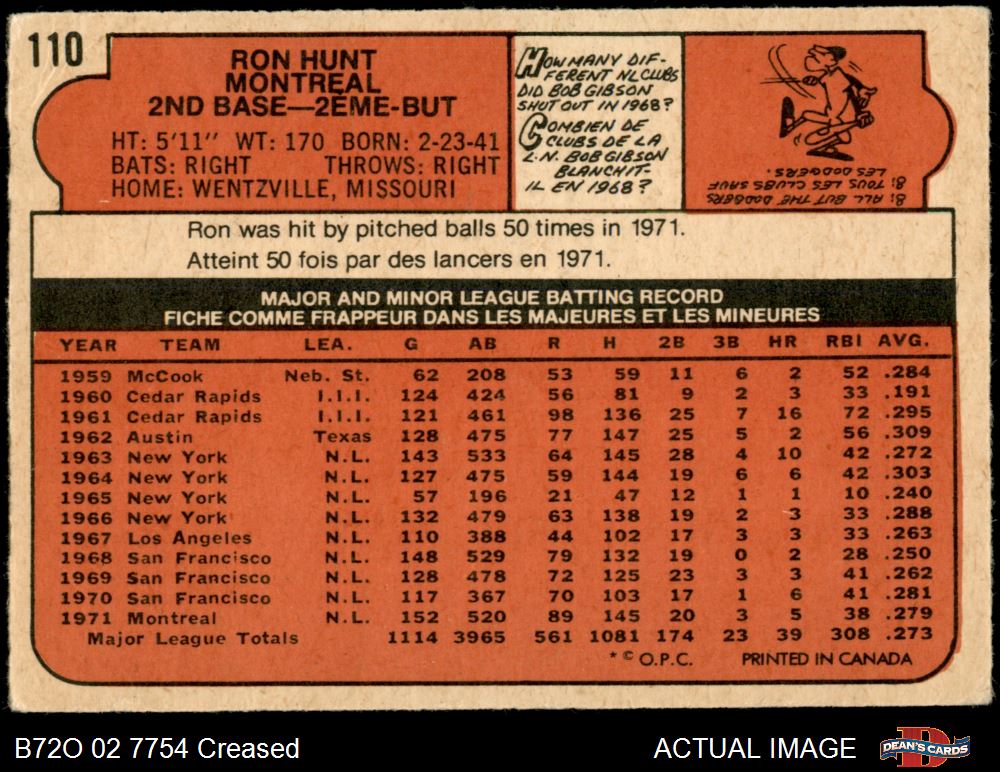 110
RON HUNT
MONTREAL
2ND BASE—2ÉME-BUT
HT: 5'11" WT: 170 BORN: 2-23-41
BATS: RIGHT THROWS: RIGHT
HOME: WENTZVILLE, MISSOURI
HOW MANY DIF-
FERENT NL CLUBS
DID BOB GIBSON
SHUT OUT IN 1968?
COMBIEN DE
CLUBS DE LA
L.N. BOB GIBSON
BLANCHIT-
IL EN 1968?
8: ALL BUT THE DODGERS
8: TOUS LES CLUBS SAUF
LES DODGERS.
Ron was hit by pitched balls 50 times in 1971.
Atteint 50 fois par des lancers en 1971.
MAJOR AND MINOR LEAGUE BATTING RECORD
FICHE COMME FRAPPEUR DANS LES MAJEURES ET LES MINEURES
YEAR TEAM LEA. G AB R H 2B 3B HR RBI AVG.
1959 McCook Neb. St. 62 208 53 59 11 6 2 52 .284
1960 Cedar Rapids I.I.I. 124 424 56 81 9 2 3 33 .191
1961 Cedar Rapids I.I.I. 121 461 98 136 25 7 16 72 .295
1962 Austin Texas 128 475 77 147 25 5 2 56 .309
1963 New York N.L. 143 533 64 145 28 4 10 42 .272
1964 New York N.L. 127 475 59 144 19 6 6 42 .303
1965 New York N.L. 57 196 21 47 12 1 1 10 .240
1966 New York N.L. 132 479 63 138 19 2 3 33 .288
1967 Los Angeles N.L. 110 388 44 102 17 3 3 33 .263
1968 San Francisco N.L. 148 529 79 132 19 0 2 28 .250
1969 San Francisco N.L. 128 478 72 125 23 3 3 41 .262
1970 San Francisco N.L. 117 367 70 103 17 1 6 41 .281
1971 Montreal N.L. 152 520 89 145 20 3 5 38 .279
Major League Totals 1114 3965 561 1081 174 23 39 308 .273
* © O.P.C. PRINTED IN CANADA
B72O 02 7754 Creased ACTUAL IMAGE
DEAN'S CARDS